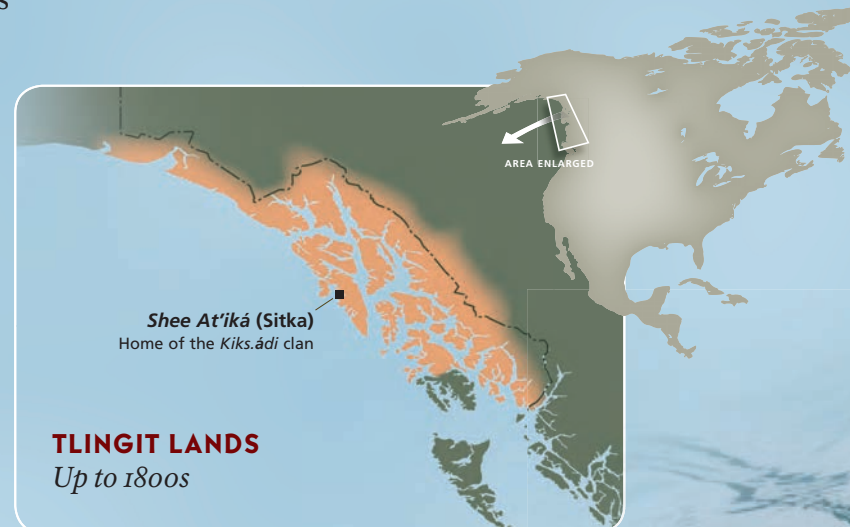 s
AREA ENLARGED
Shee At'iká (Sitka)
Home of the Kiks.ádi clan
TLINGIT LANDS
Up to 1800s